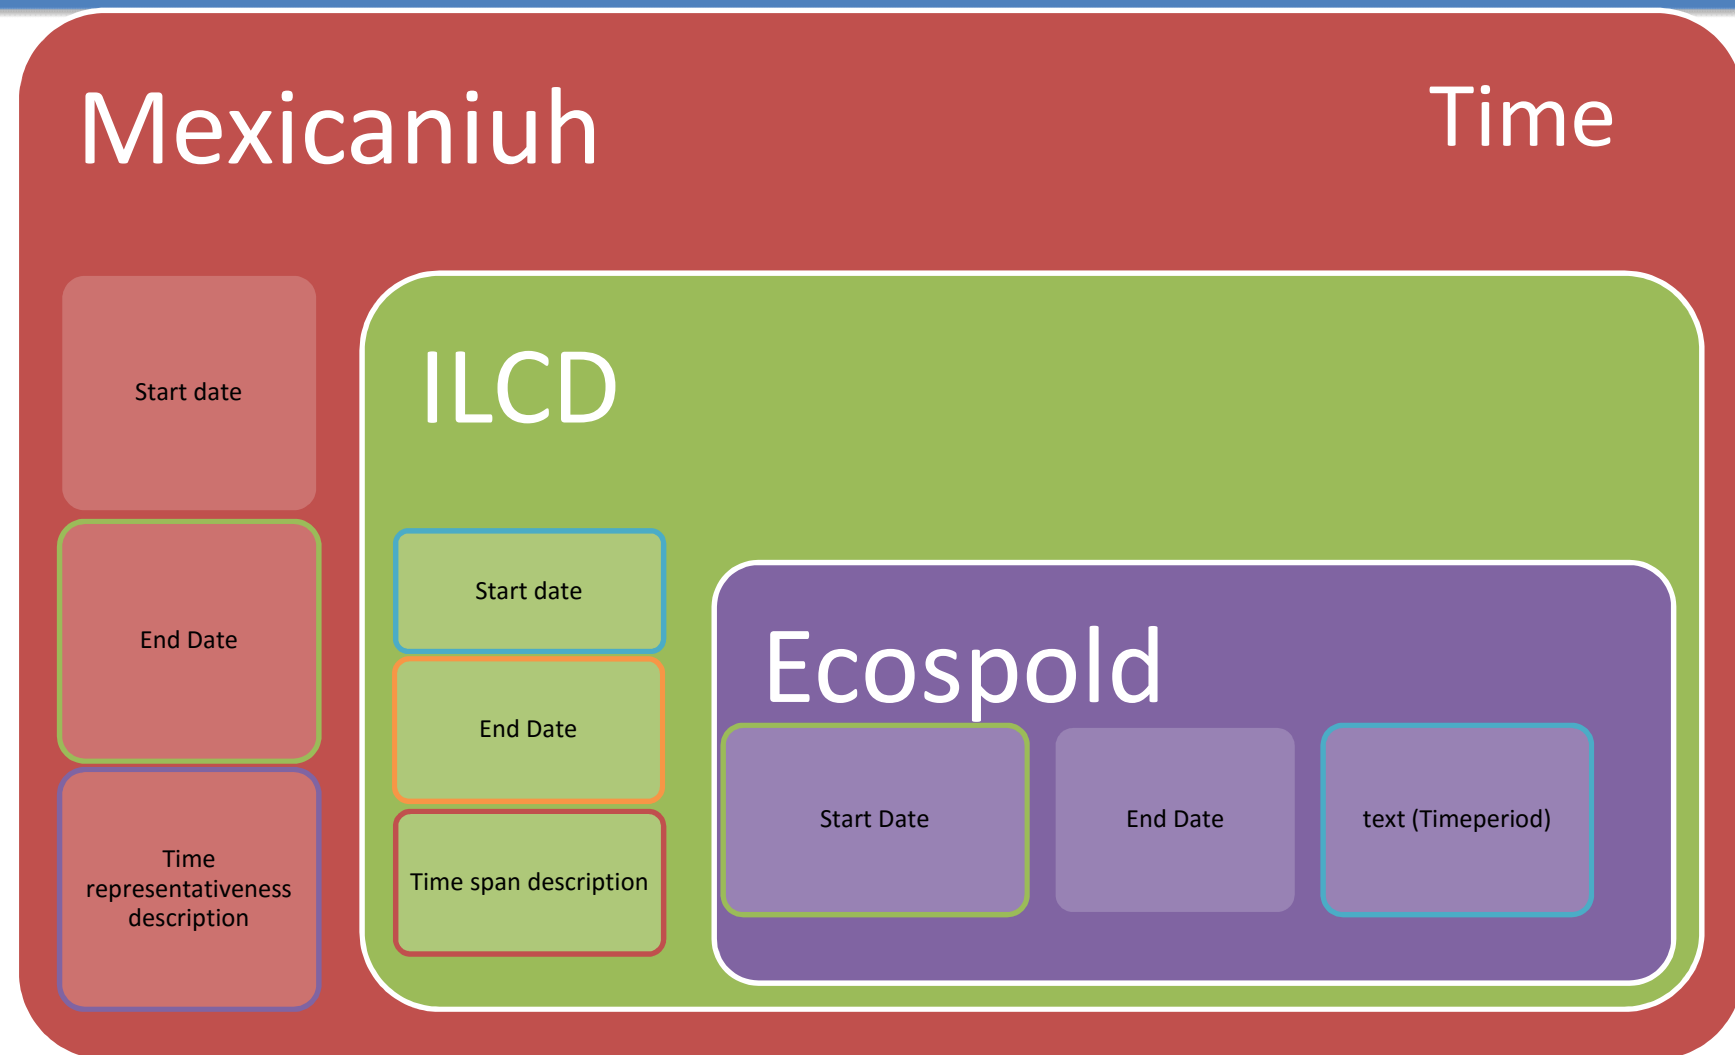 Mexicaniuh
Time
Start date
End Date
Time
representativeness
description
ILCD
Start date
End Date
Time span description
Ecospold
Start Date
End Date
text (Timeperiod)